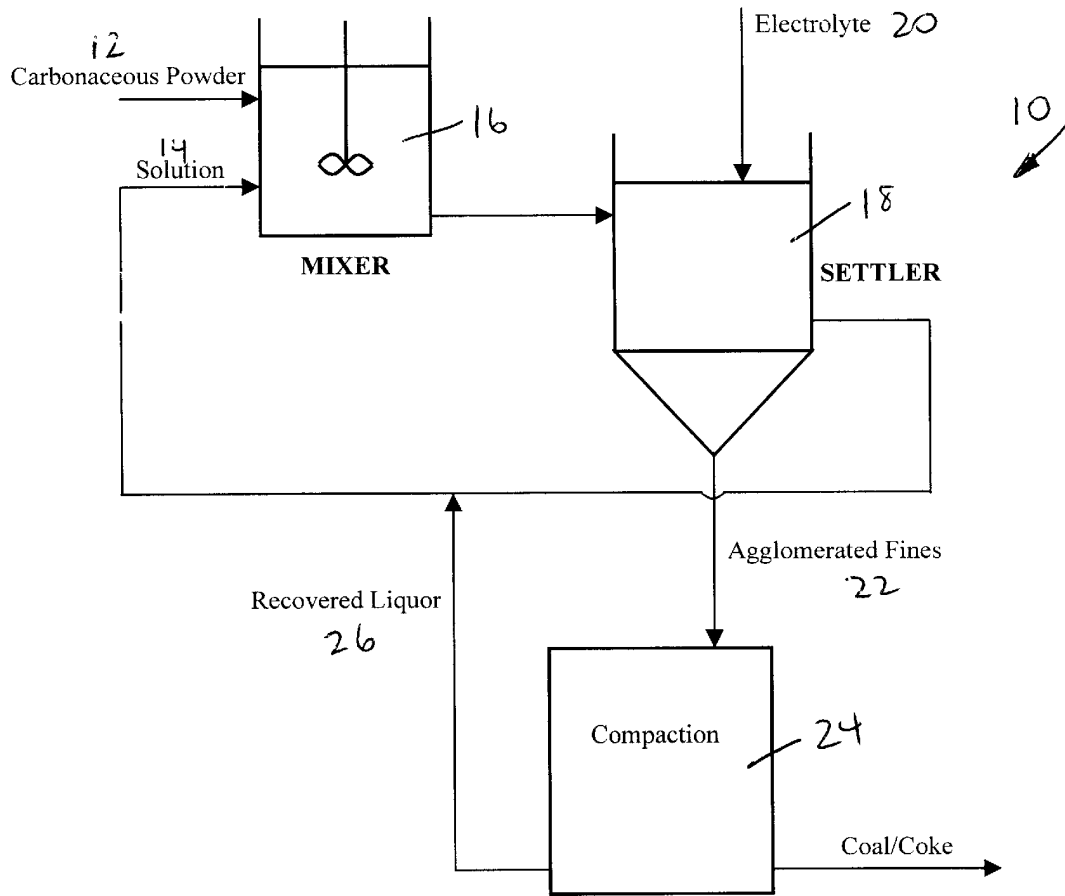 12
Carbonaceous Powder
14
Solution
16
MIXER
Electrolyte 20
10
18
SETTLER
Agglomerated Fines
22
Recovered Liquor
26
Compaction
24
Coal/Coke